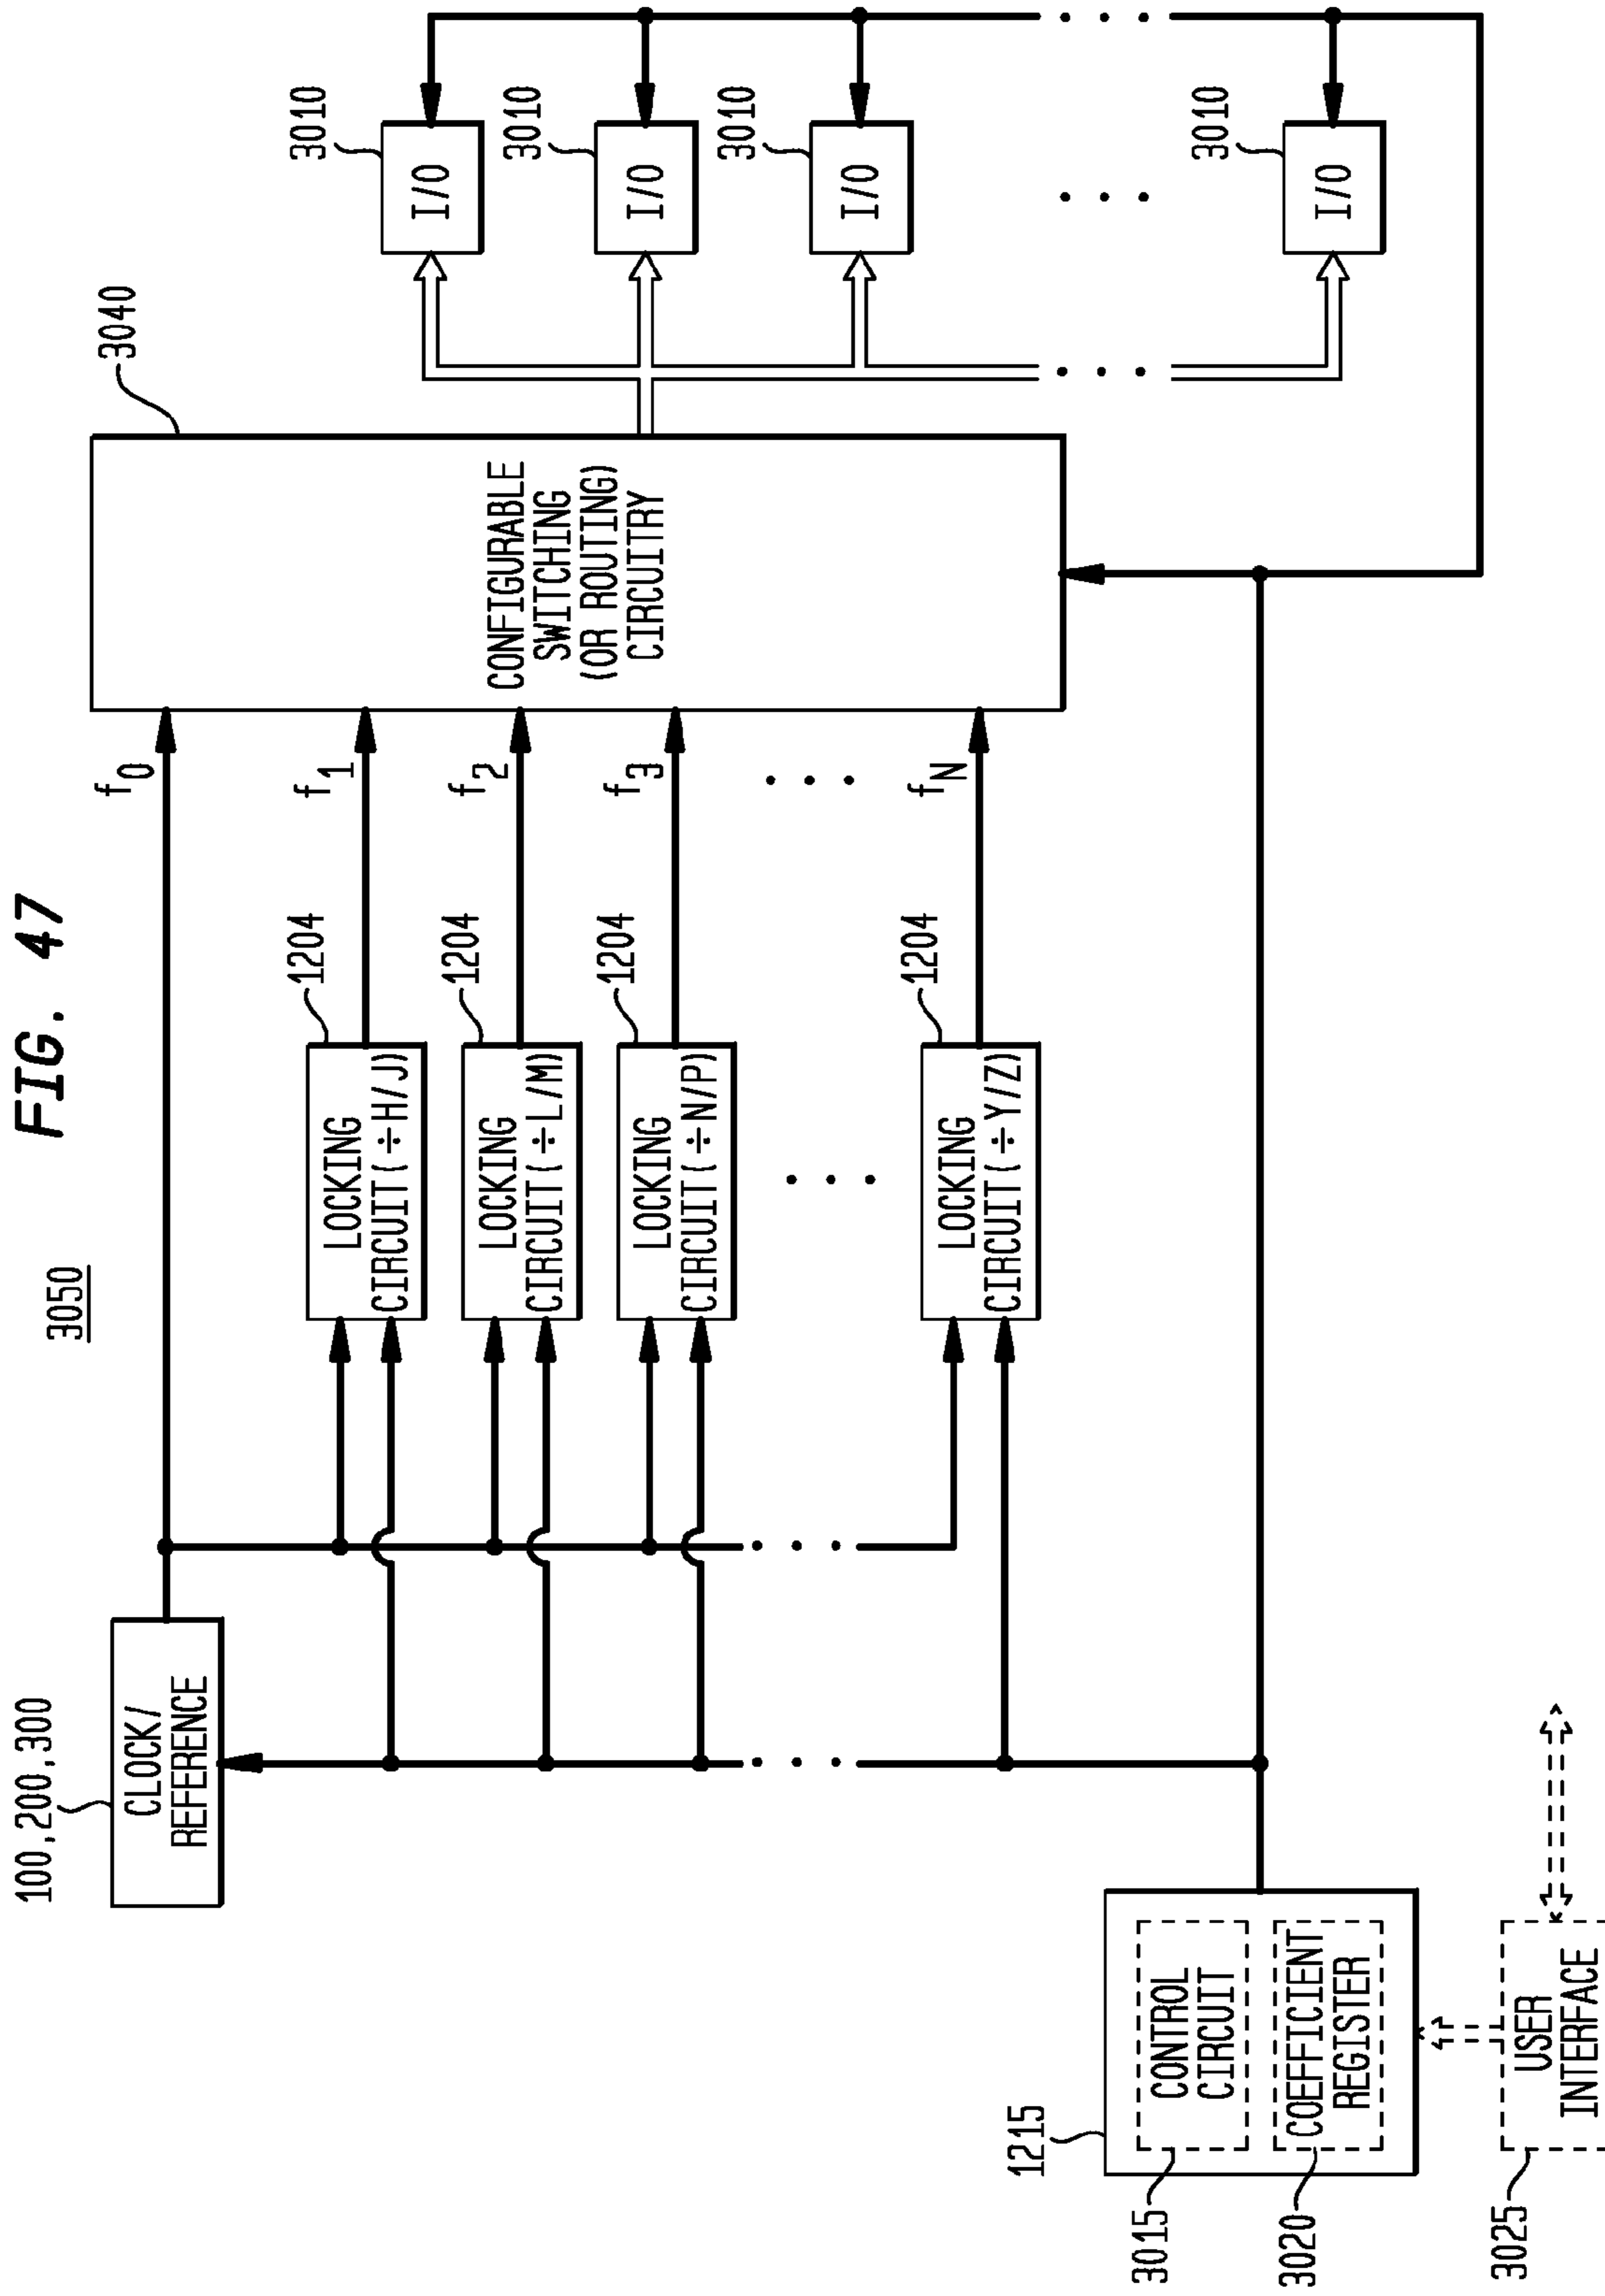 FIG. 47
3050
100,200,300
CLOCK/
REFERENCE
f0
3040
CONFIGURABLE
SWITCHING
(OR ROUTING)
CIRCUITRY
1204
LOCKING
CIRCUIT(÷H/J)
f1
1204
LOCKING
CIRCUIT(÷L/M)
f2
1204
LOCKING
CIRCUIT(÷N/P)
f3
1204
LOCKING
CIRCUIT(÷Y/Z)
fN
3010
I/O
3010
I/O
3010
I/O
3010
I/O
1215
3015
CONTROL
CIRCUIT
3020
COEFFICIENT
REGISTER
3025
USER
INTERFACE